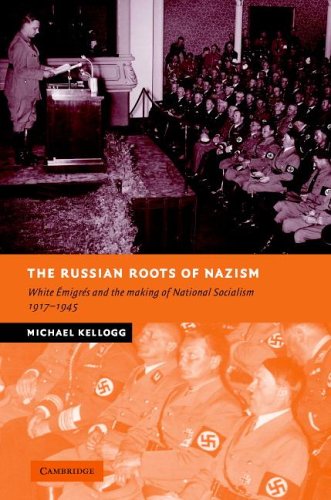 THE RUSSIAN ROOTS OF NAZISM
White Émigrés and the making of National Socialism
1917–1945
MICHAEL KELLOGG
CAMBRIDGE